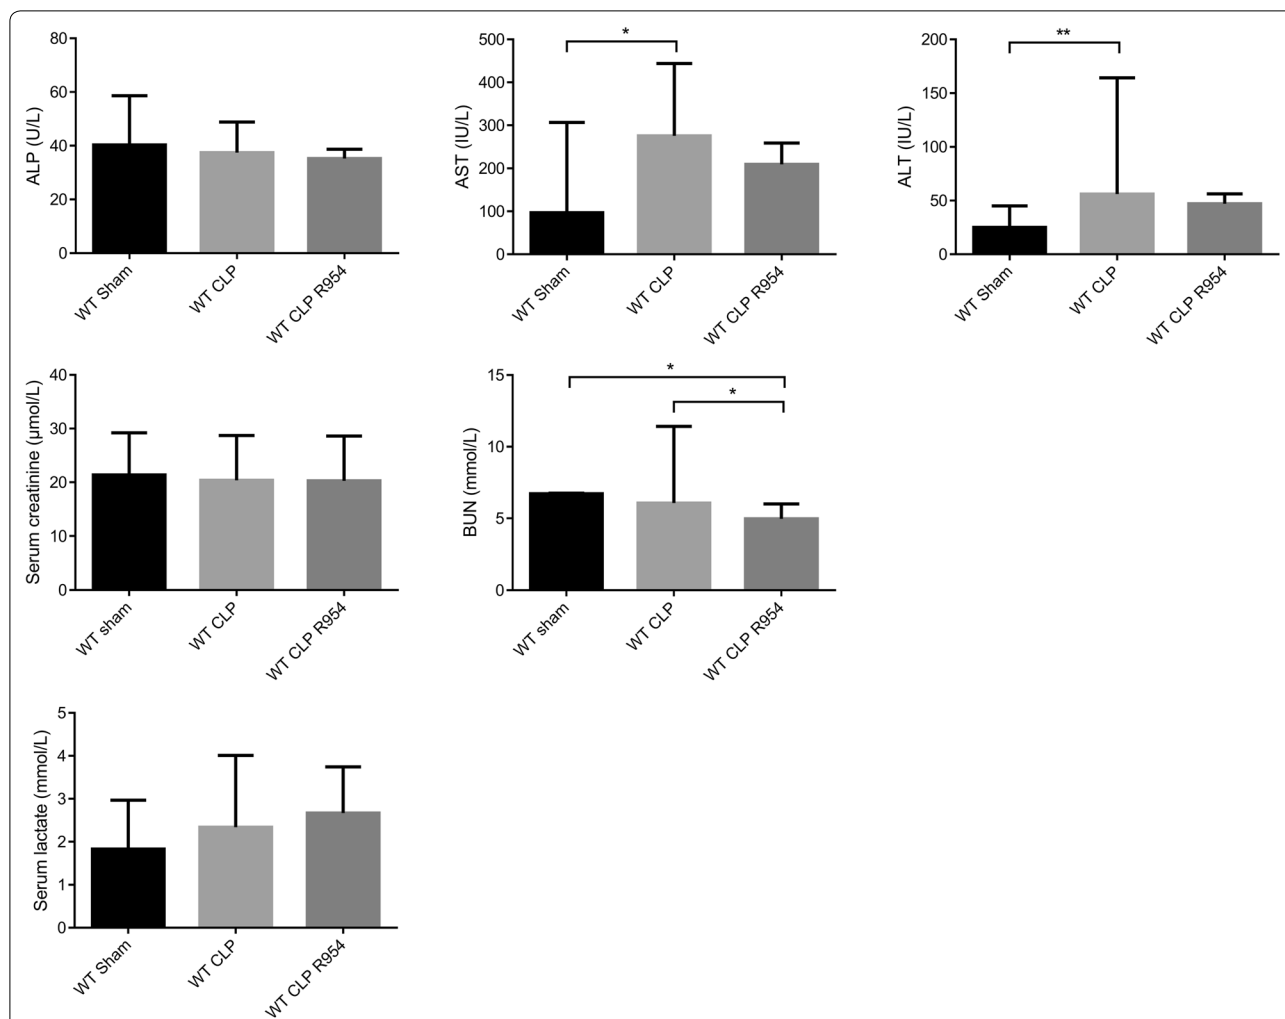 ALP (U/L)
80
60
40
20
0
WT Sham
WT CLP
WT CLP R954
AST (IU/L)
500
400
300
200
100
0
*
WT Sham
WT CLP
WT CLP R954
ALT (IU/L)
200
150
100
50
0
**
WT Sham
WT CLP
WT CLP R954
Serum creatinine (µmol/L)
40
30
20
10
0
WT sham
WT CLP
WT CLP R954
BUN (mmol/L)
15
10
5
0
*
*
WT sham
WT CLP
WT CLP R954
Serum lactate (mmol/L)
5
4
3
2
1
0
WT Sham
WT CLP
WT CLP R954